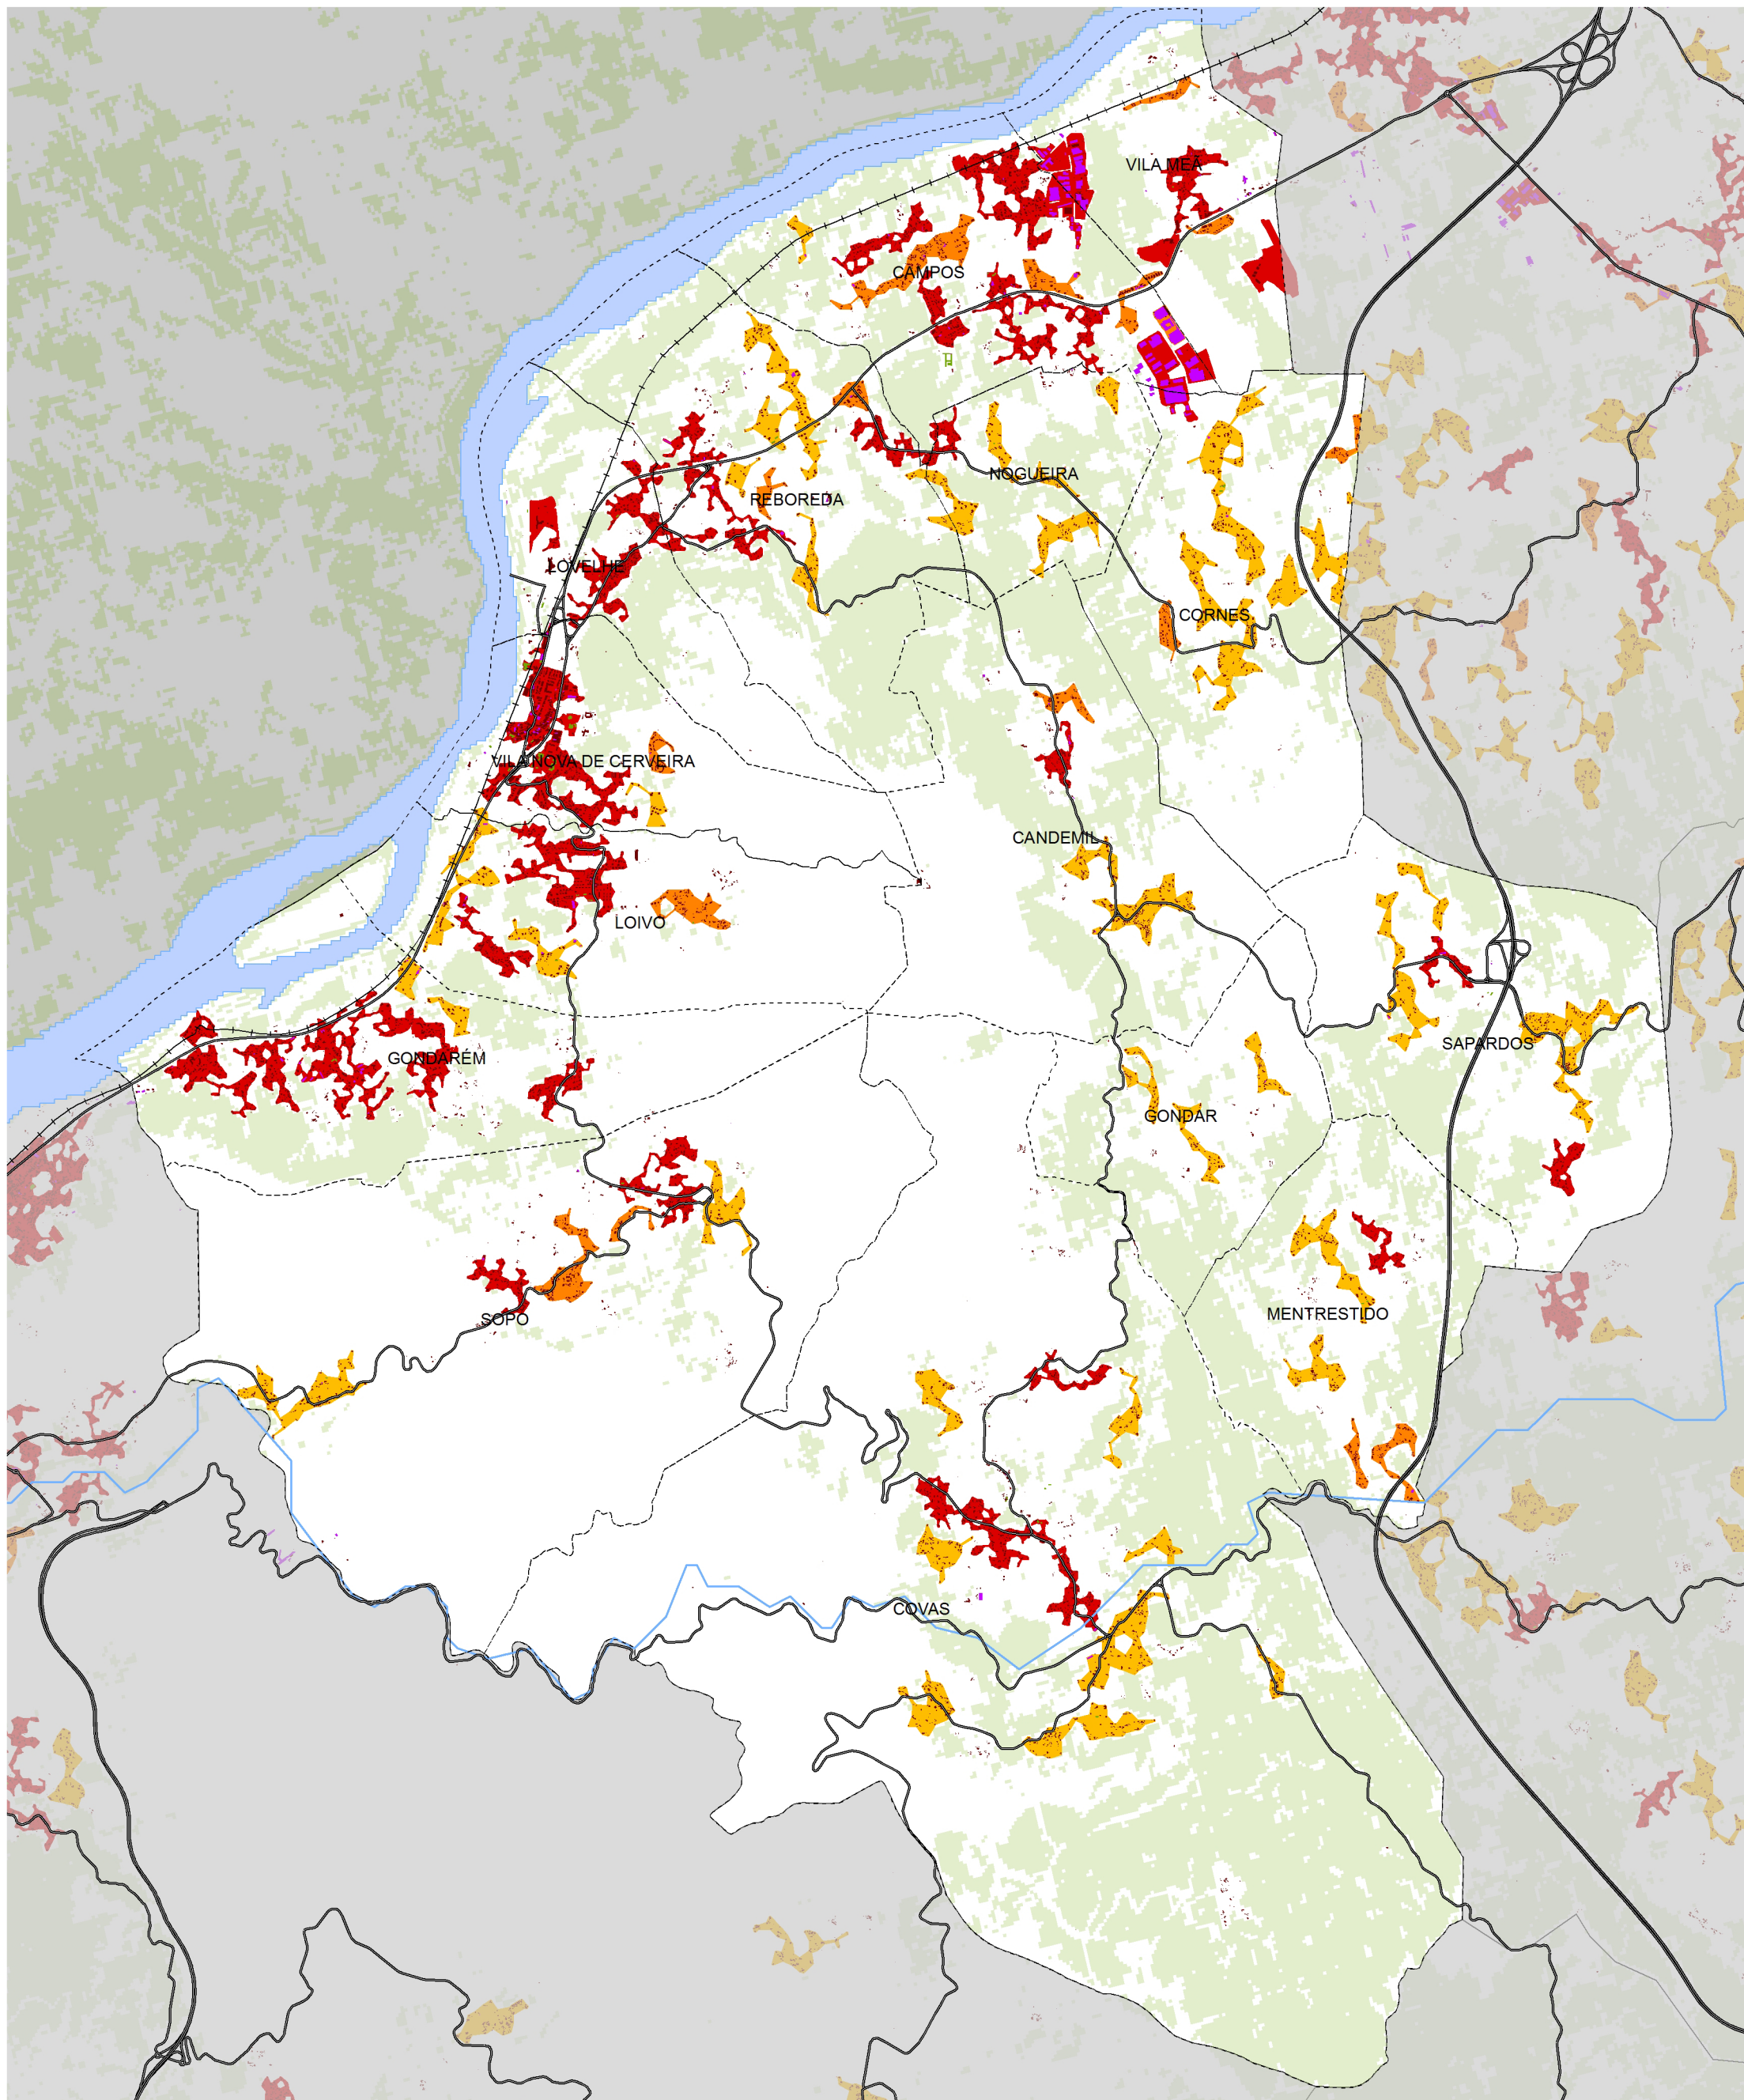 VILA MEÃ
CAMPOS
NOGUEIRA
REBOREDA
LOVELHE
CORNES
VILA NOVA DE CERVEIRA
CANDEMIL
LOIVO
SAPARDOS
GONDARÉM
GONDAR
MENTRESTIDO
SOPO
COVAS